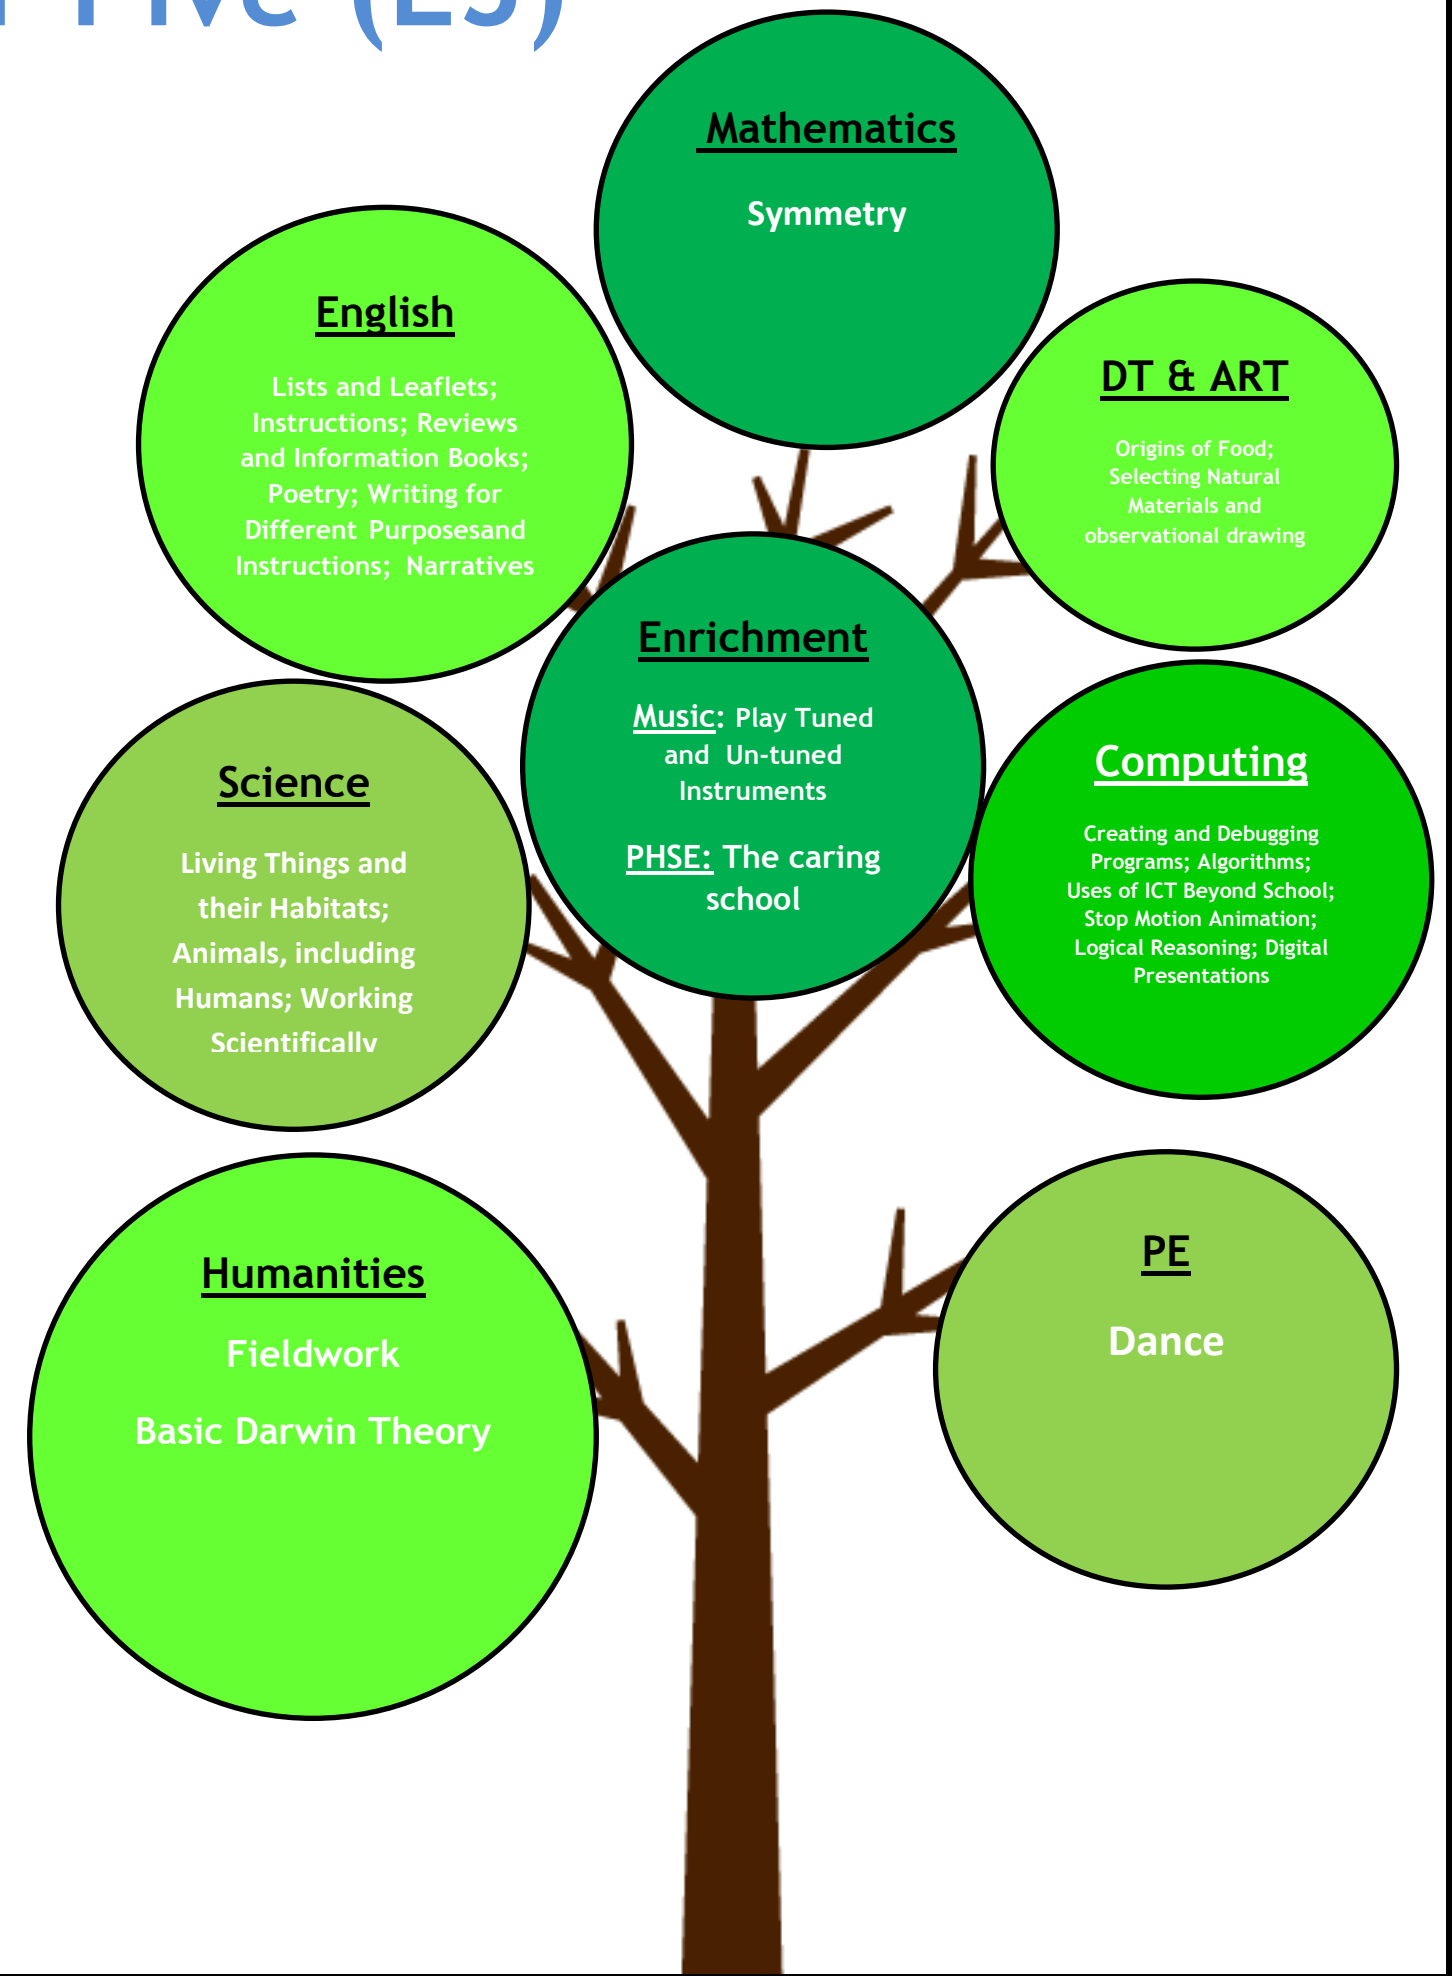 Five (E5)
Mathematics
Symmetry
English
Lists and Leaflets;
Instructions; Reviews
and Information Books;
Poetry; Writing for
Different Purposesand
Instructions; Narratives
DT & ART
Origins of Food;
Selecting Natural
Materials and
observational drawing
Enrichment
Music: Play Tuned
and Un-tuned
Instruments
PHSE: The caring
school
Science
Living Things and
their Habitats;
Animals, including
Humans; Working
Scientifically
Computing
Creating and Debugging
Programs; Algorithms;
Uses of ICT Beyond School;
Stop Motion Animation;
Logical Reasoning; Digital
Presentations
Humanities
Fieldwork
Basic Darwin Theory
PE
Dance